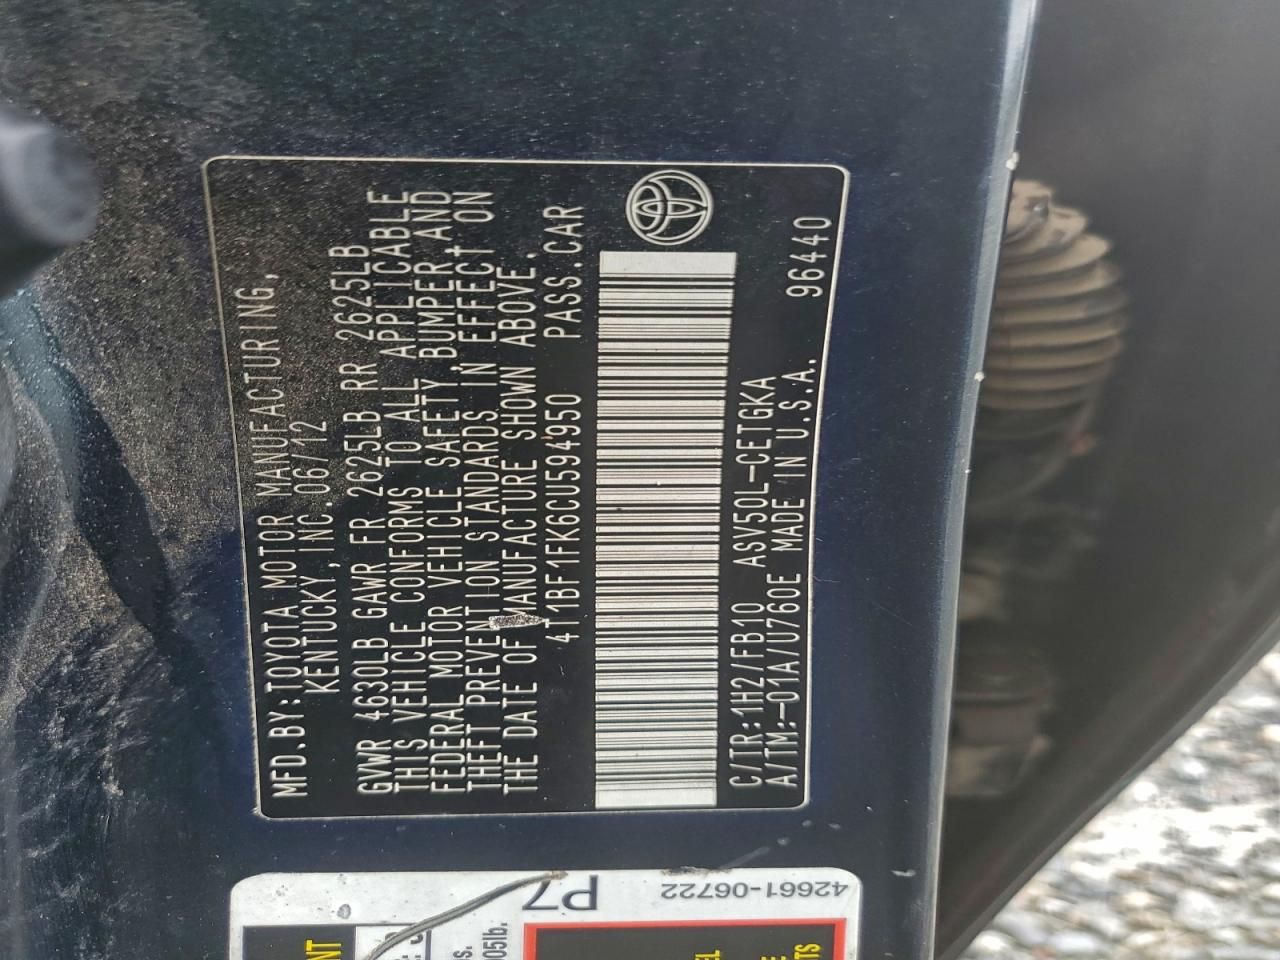 MFD.BY:TOYOTA MOTOR MANUFACTURING,
KENTUCKY, INC. 06/12
GVWR 4630LB GAWR FR 2625LB RR 2625LB
THIS VEHICLE CONFORMS TO ALL APPLICABLE
FEDERAL MOTOR VEHICLE SAFETY, BUMPER, AND
THEFT PREVENTION STANDARDS IN EFFECT ON
THE DATE OF MANUFACTURE SHOWN ABOVE.
4T1BF1FK6CU594950 PASS.CAR
C/TR:1H2/FB10 ASV50L-CETGKA
A/TM:-01A/U760E MADE IN U.S.A. 96440
42661-06722
P7